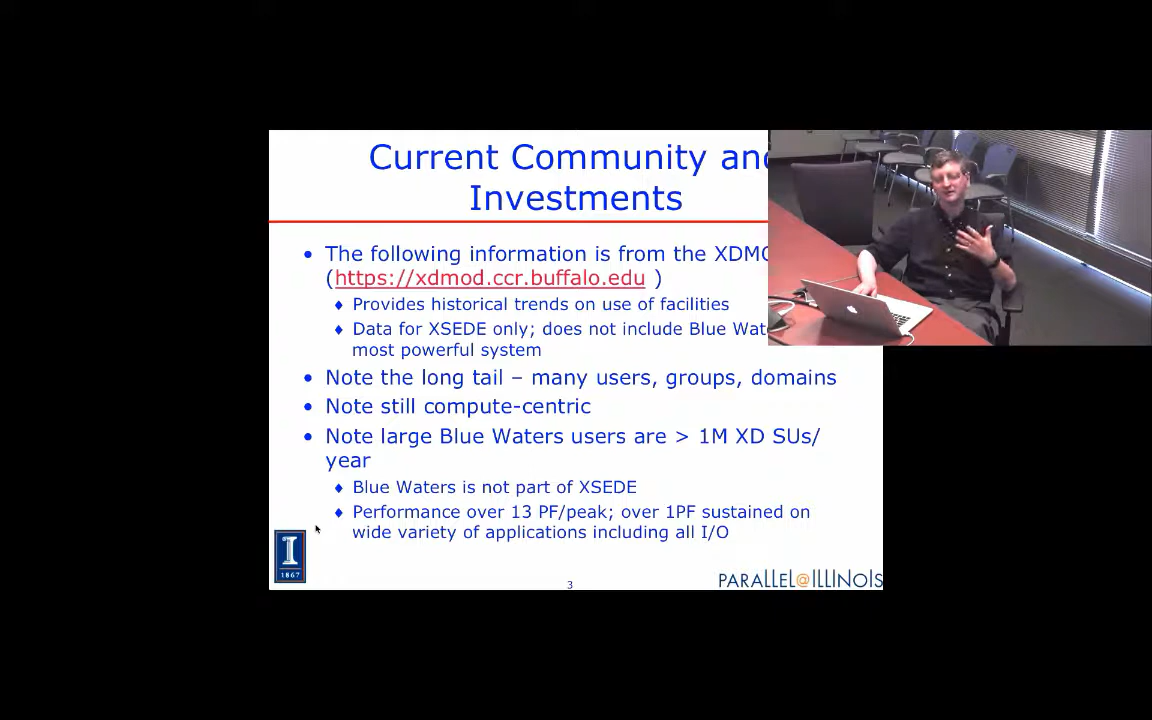 Current Community and
Investments
• The following information is from the XDMO
(https://xdmod.ccr.buffalo.edu )
♦ Provides historical trends on use of facilities
♦ Data for XSEDE only; does not include Blue Wate
most powerful system
• Note the long tail – many users, groups, domains
• Note still compute-centric
• Note large Blue Waters users are > 1M XD SUs/
year
♦ Blue Waters is not part of XSEDE
♦ Performance over 13 PF/peak; over 1PF sustained on
wide variety of applications including all I/O
I
1867
3
PARALLEL@ILLINOIS